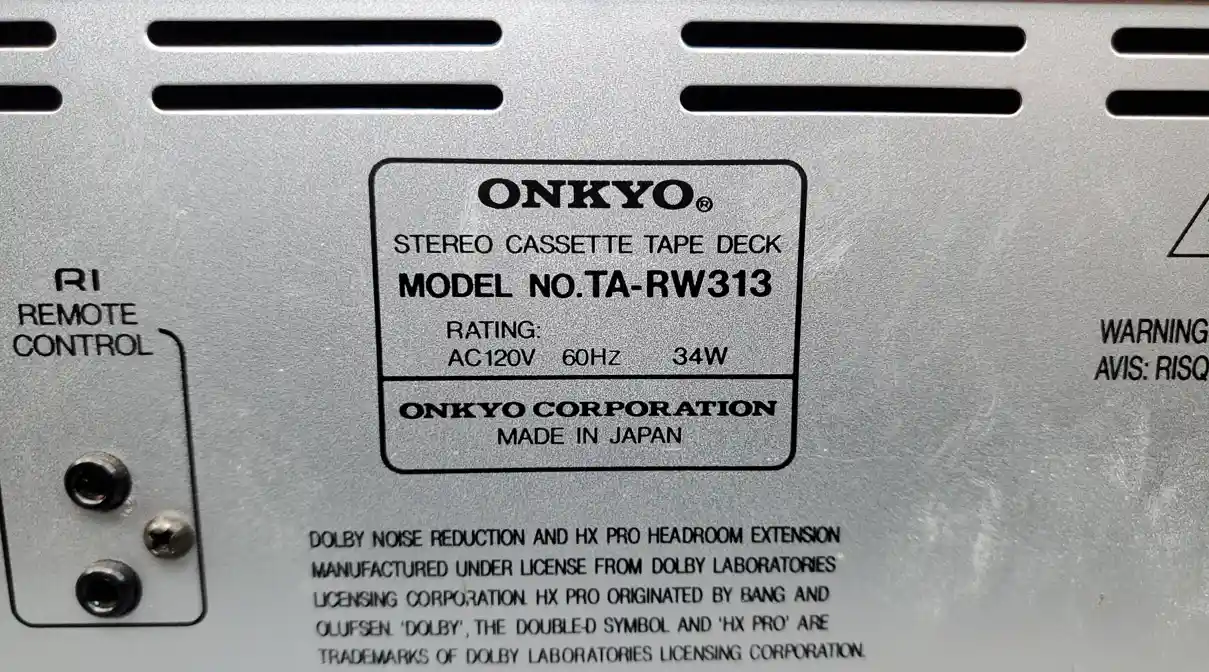 ONKYO®
STEREO CASSETTE TAPE DECK
MODEL NO. TA-RW313
RATING:
AC120V 60Hz 34W
ONKYO CORPORATION
MADE IN JAPAN
RI
REMOTE
CONTROL
WARNING
AVIS: RISQ
DOLBY NOISE REDUCTION AND HX PRO HEADROOM EXTENSION
MANUFACTURED UNDER LICENSE FROM DOLBY LABORATORIES
LICENSING CORPORATION. HX PRO ORIGINATED BY BANG AND
OLUFSEN. 'DOLBY', THE DOUBLE-D SYMBOL AND 'HX PRO' ARE
TRADEMARKS OF DOLBY LABORATORIES LICENSING CORPORATION.